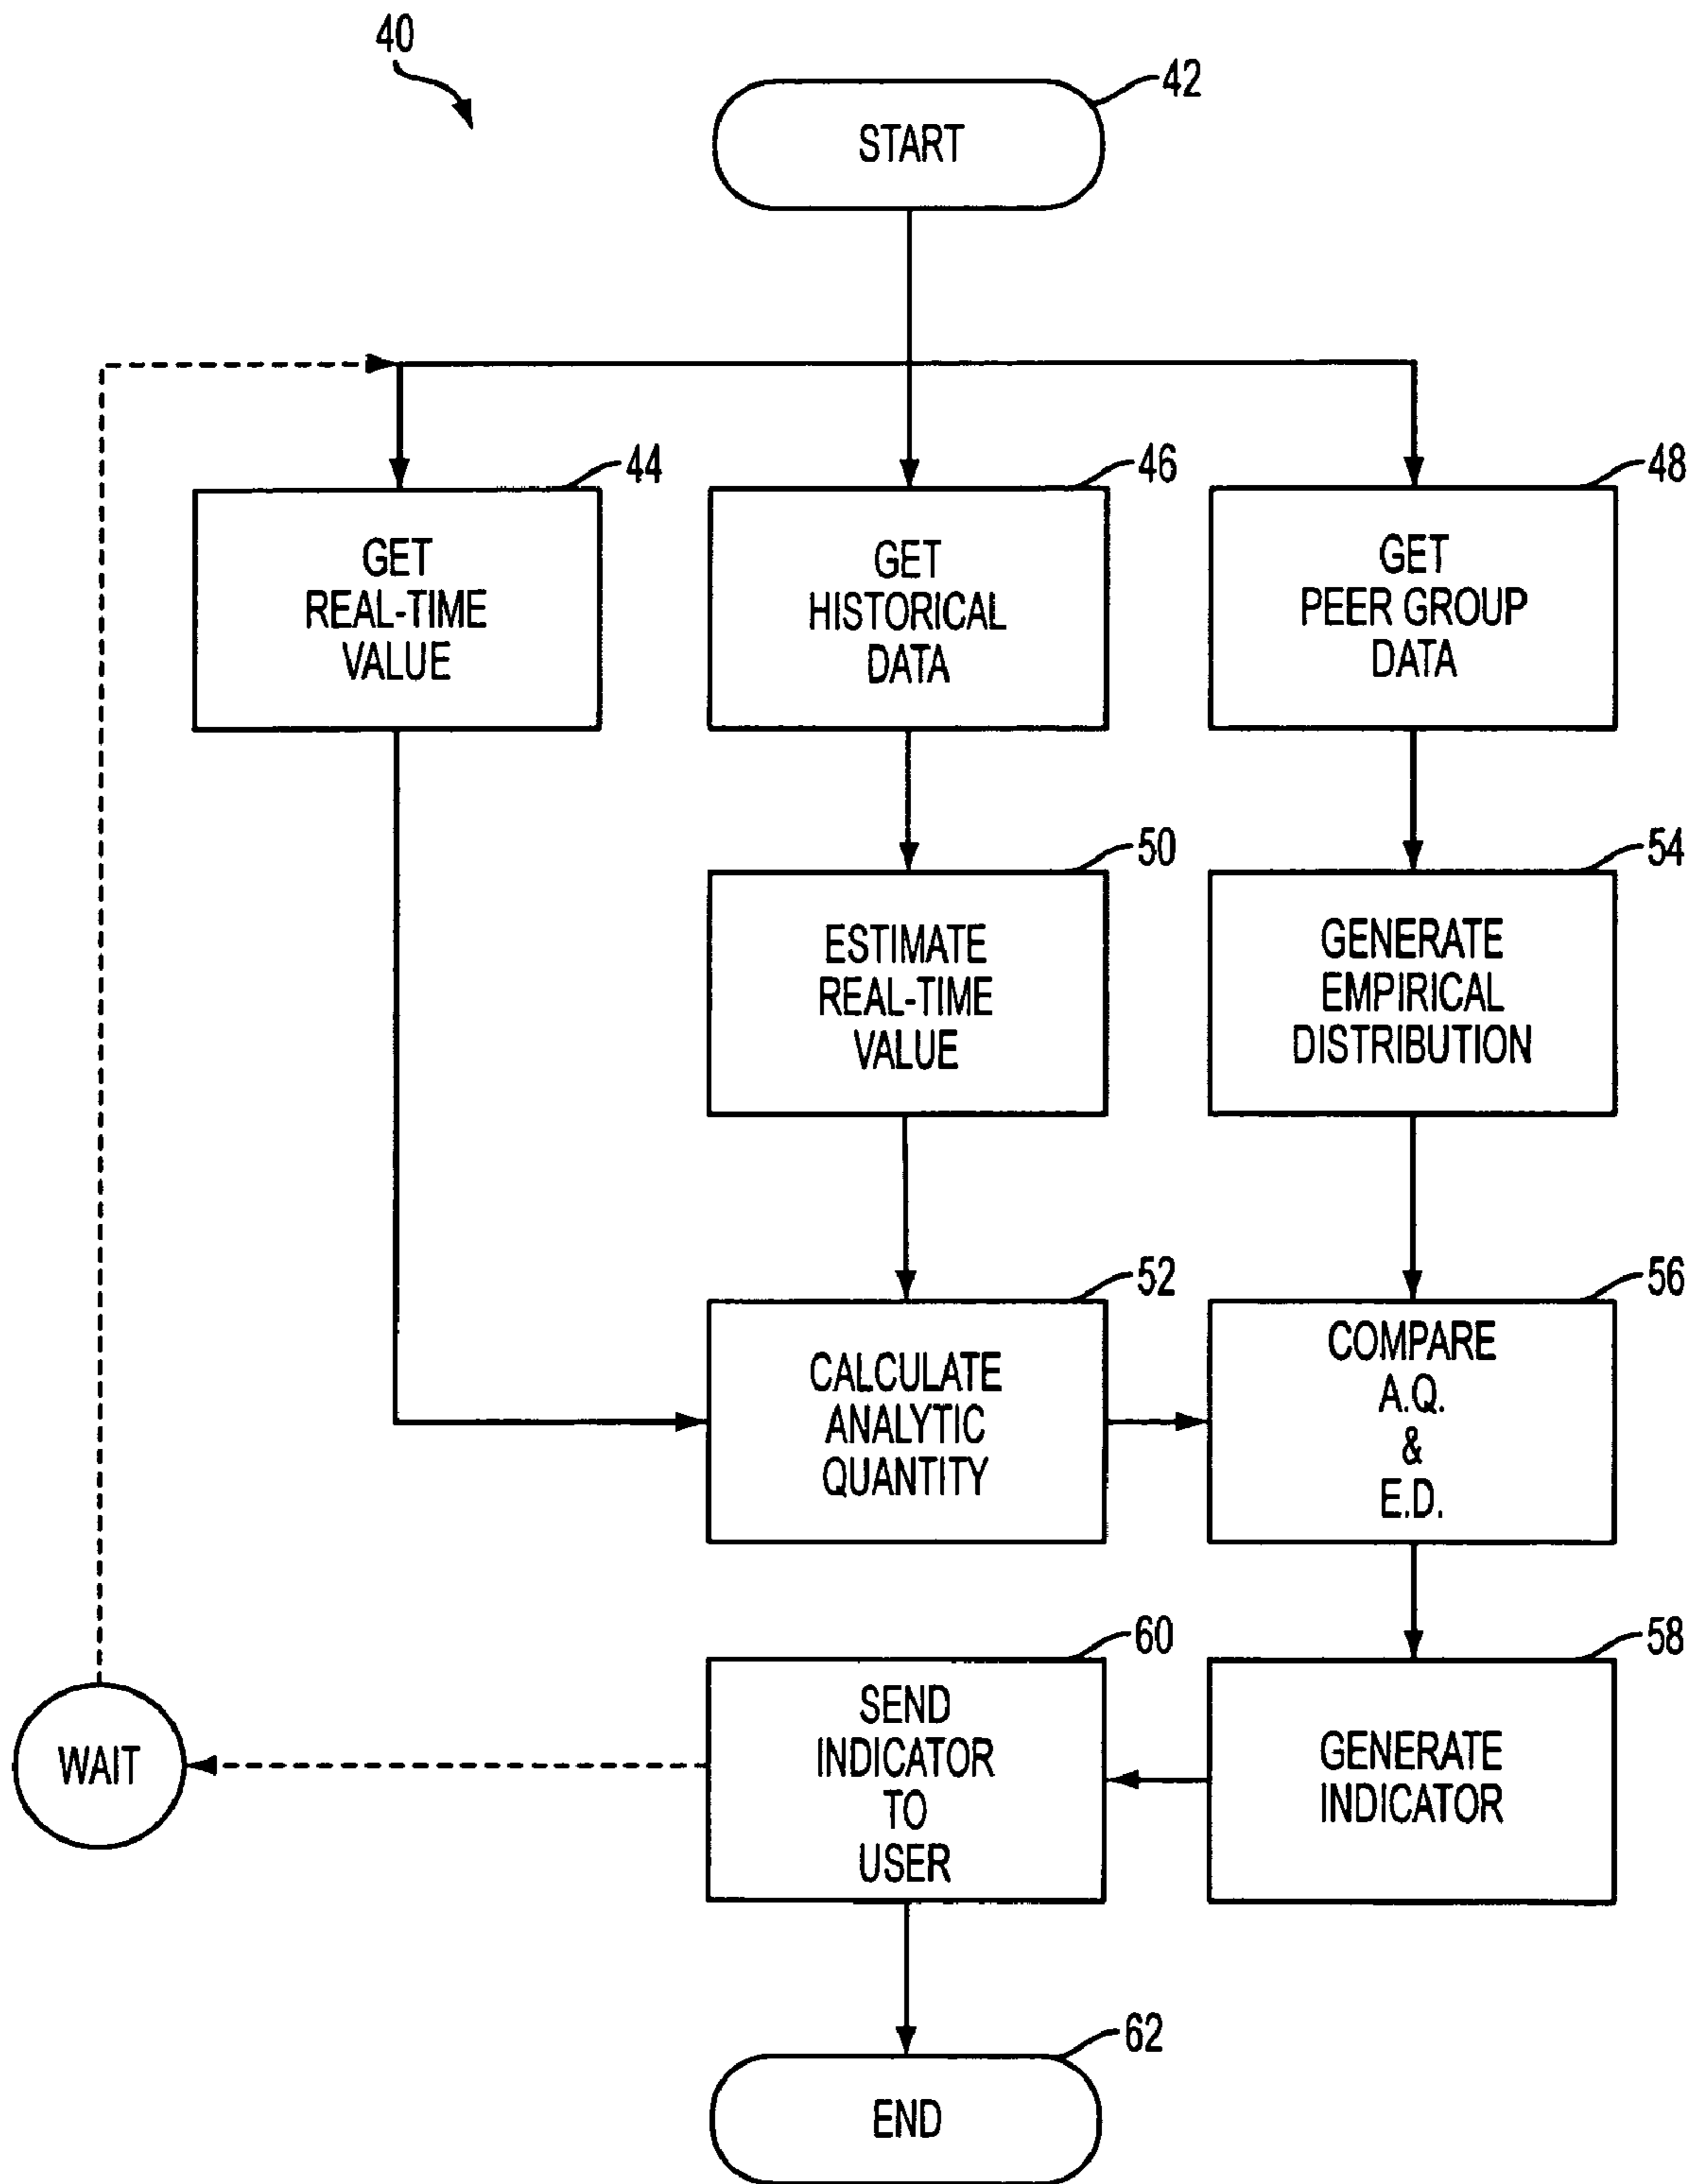 40
42
START
44
46
48
GET
REAL-TIME
VALUE
GET
HISTORICAL
DATA
GET
PEER GROUP
DATA
50
54
ESTIMATE
REAL-TIME
VALUE
GENERATE
EMPIRICAL
DISTRIBUTION
52
56
CALCULATE
ANALYTIC
QUANTITY
COMPARE
A.Q.
&
E.D.
60
58
WAIT
SEND
INDICATOR
TO
USER
GENERATE
INDICATOR
62
END